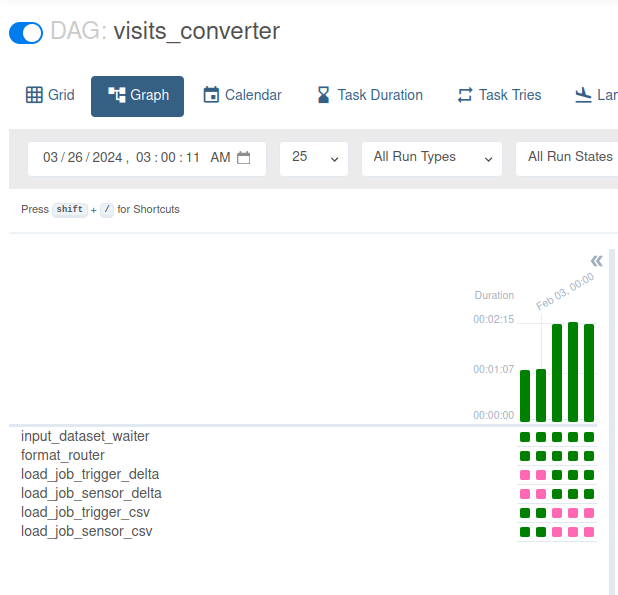 DAG: visits_converter
Grid Graph Calendar Task Duration Task Tries Lar
03/26/2024, 03:00:11 AM 25 All Run Types All Run States
Press shift + / for Shortcuts
«
Duration Feb 03, 00:00
00:02:15
00:01:07
00:00:00
input_dataset_waiter
format_router
load_job_trigger_delta
load_job_sensor_delta
load_job_trigger_csv
load_job_sensor_csv